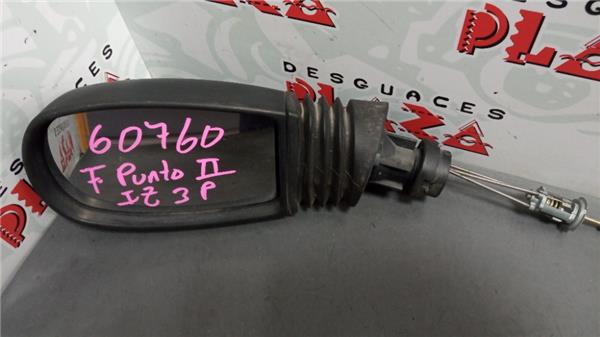 DESGUACES
PLAZA
DESGUACES
PLAZA
60760
F Punto II
IZ 3 P